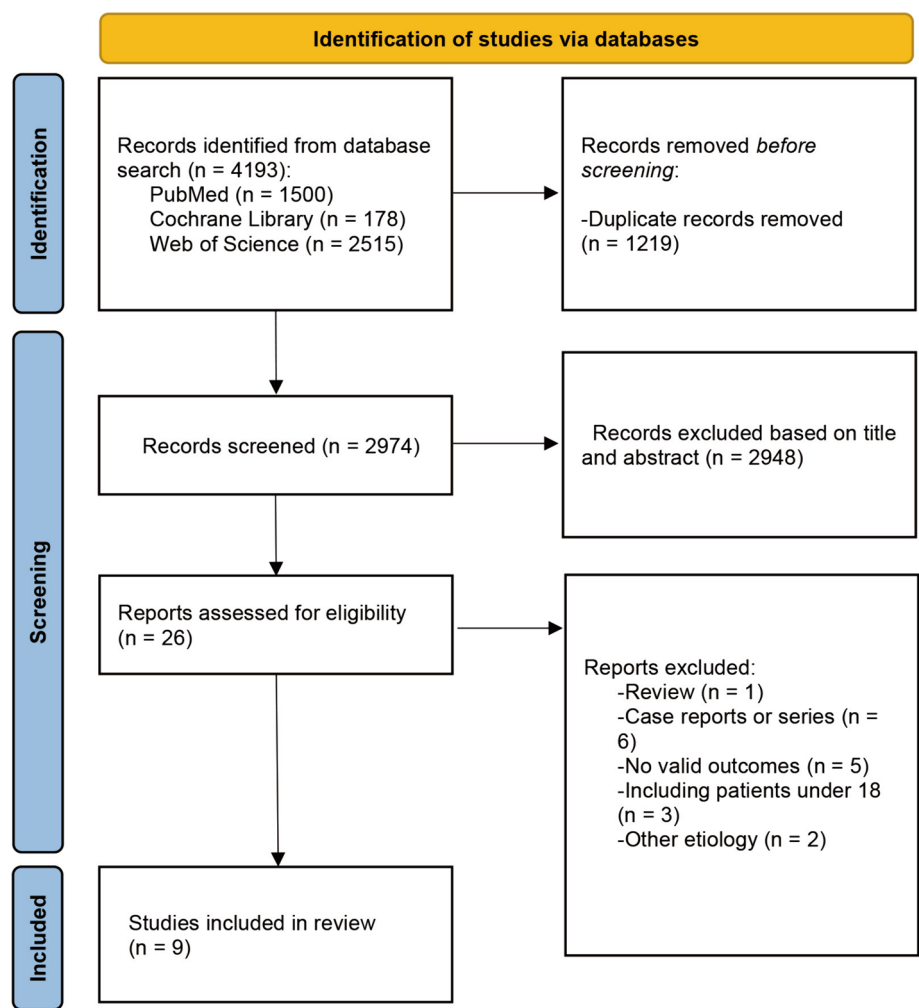 Identification of studies via databases
Identification
Records identified from database
search (n = 4193):
PubMed (n = 1500)
Cochrane Library (n = 178)
Web of Science (n = 2515)
Records removed before
screening:
-Duplicate records removed
(n = 1219)
Screening
Records screened (n = 2974)
Records excluded based on title
and abstract (n = 2948)
Reports assessed for eligibility
(n = 26)
Reports excluded:
-Review (n = 1)
-Case reports or series (n =
6)
-No valid outcomes (n = 5)
-Including patients under 18
(n = 3)
-Other etiology (n = 2)
Included
Studies included in review
(n = 9)